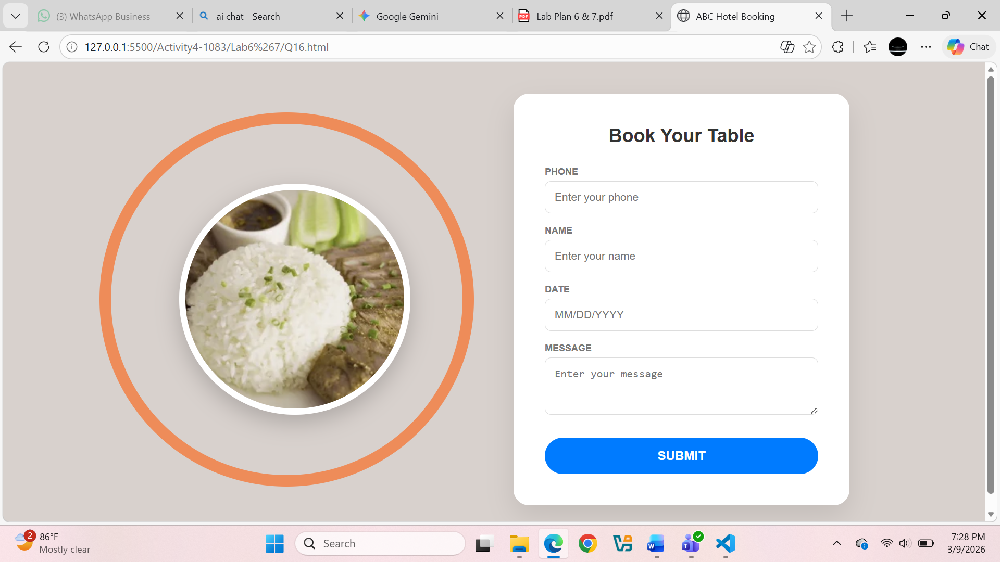 (3) WhatsApp Business
ai chat - Search
Google Gemini
PDF
Lab Plan 6 & 7.pdf
ABC Hotel Booking
127.0.0.1:5500/Activity4-1083/Lab6%267/Q16.html
Chat
Book Your Table
PHONE
Enter your phone
NAME
Enter your name
DATE
MM/DD/YYYY
MESSAGE
Enter your message
SUBMIT
2
86°F
Mostly clear
Search
7:28 PM
3/9/2026